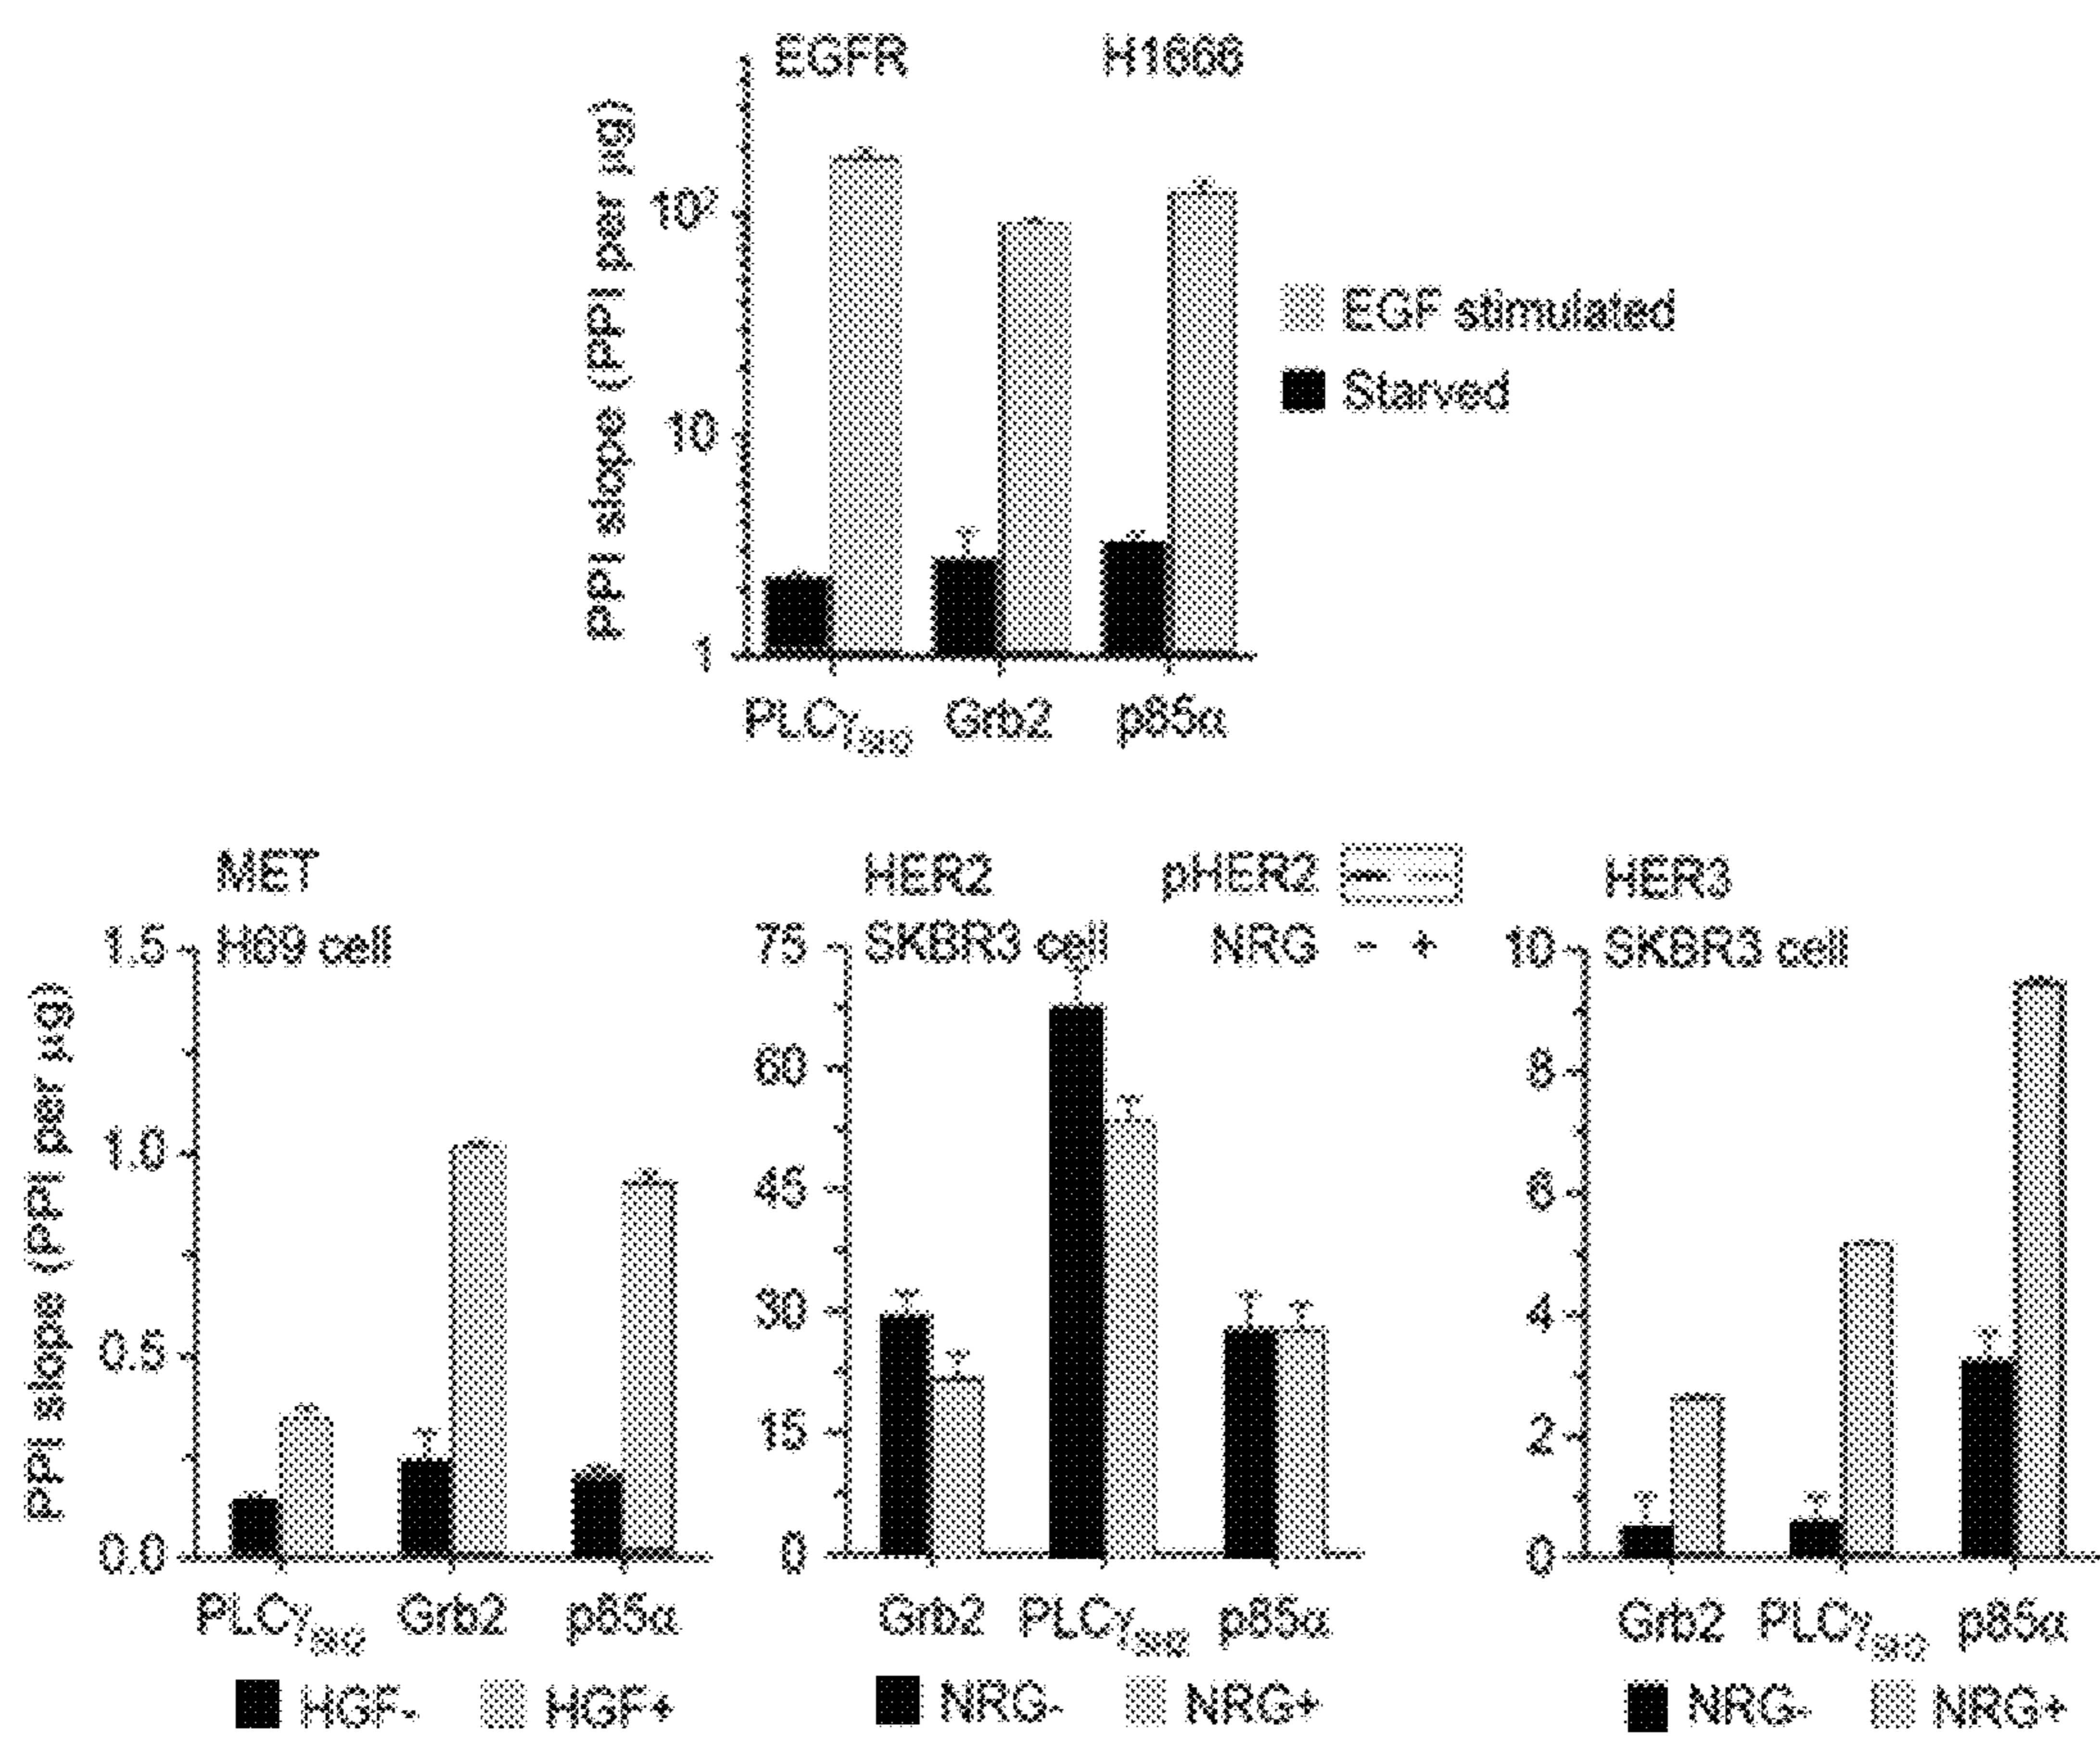 EGFR H1666
PPI slope (PPI per µg)
10²
10
1
EGF stimulated
Starved
PLCγ Grb2 p85α
MET
H69 cell
PPI slope (PPI per µg)
1.5
1.0
0.5
0.0
PLCγ Grb2 p85α
HGF- HGF+
HER2 pHER2
SKBR3 cell NRG - +
75
60
45
30
15
0
Grb2 PLCγ p85α
NRG- NRG+
HER3
SKBR3 cell
10
8
6
4
2
0
Grb2 PLCγ p85α
NRG- NRG+